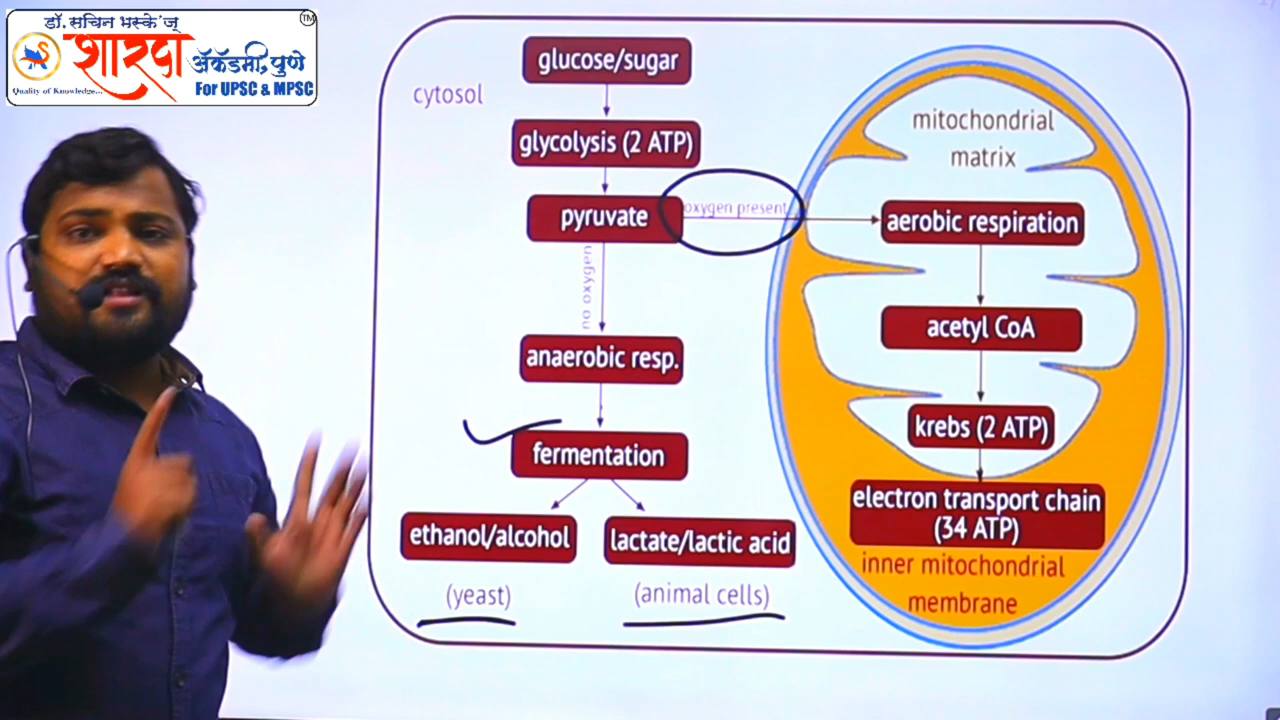 डॉ. सचिन भस्के'ज्
TM
शारदा
ॲकॅडमी, पुणे
Quality of Knowledge...
For UPSC & MPSC
glucose/sugar
cytosol
glycolysis (2 ATP)
mitochondrial
matrix
pyruvate
oxygen present
aerobic respiration
no oxygen
acetyl CoA
anaerobic resp.
krebs (2 ATP)
fermentation
electron transport chain
(34 ATP)
ethanol/alcohol
lactate/lactic acid
inner mitochondrial
membrane
(yeast)
(animal cells)